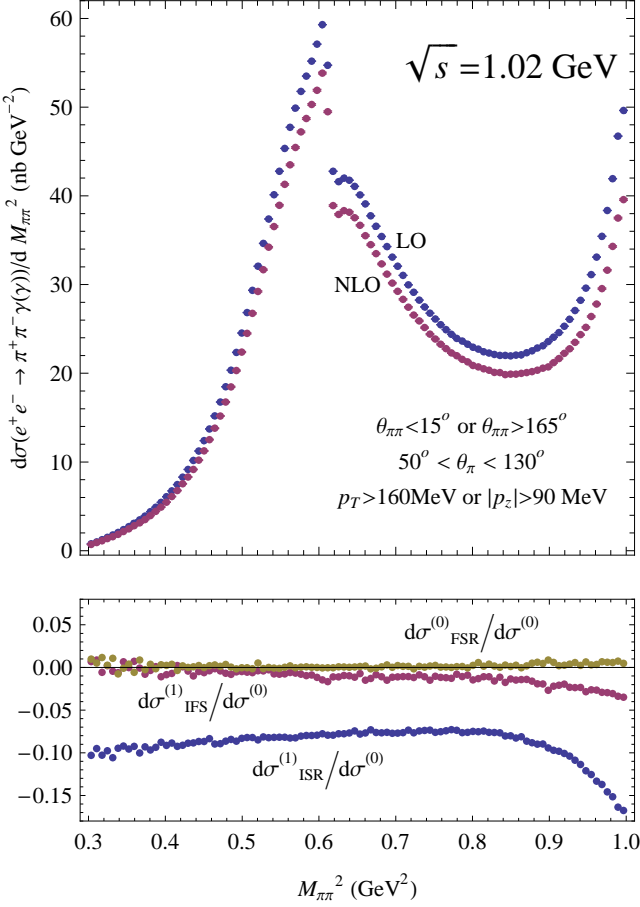 60
50
40
30
20
10
0
dσ(e⁺e⁻ → π⁺ π⁻ γ(γ))/d M_ππ² (nb GeV⁻²)
√s =1.02 GeV
LO
NLO
θ_ππ<15° or θ_ππ>165°
50° < θ_π < 130°
p_T>160MeV or |p_z|>90 MeV
0.05
0.00
−0.05
−0.10
−0.15
dσ⁽⁰⁾_FSR/dσ⁽⁰⁾
dσ⁽¹⁾_IFS/dσ⁽⁰⁾
dσ⁽¹⁾_ISR/dσ⁽⁰⁾
0.3 0.4 0.5 0.6 0.7 0.8 0.9 1.0
M_ππ² (GeV²)